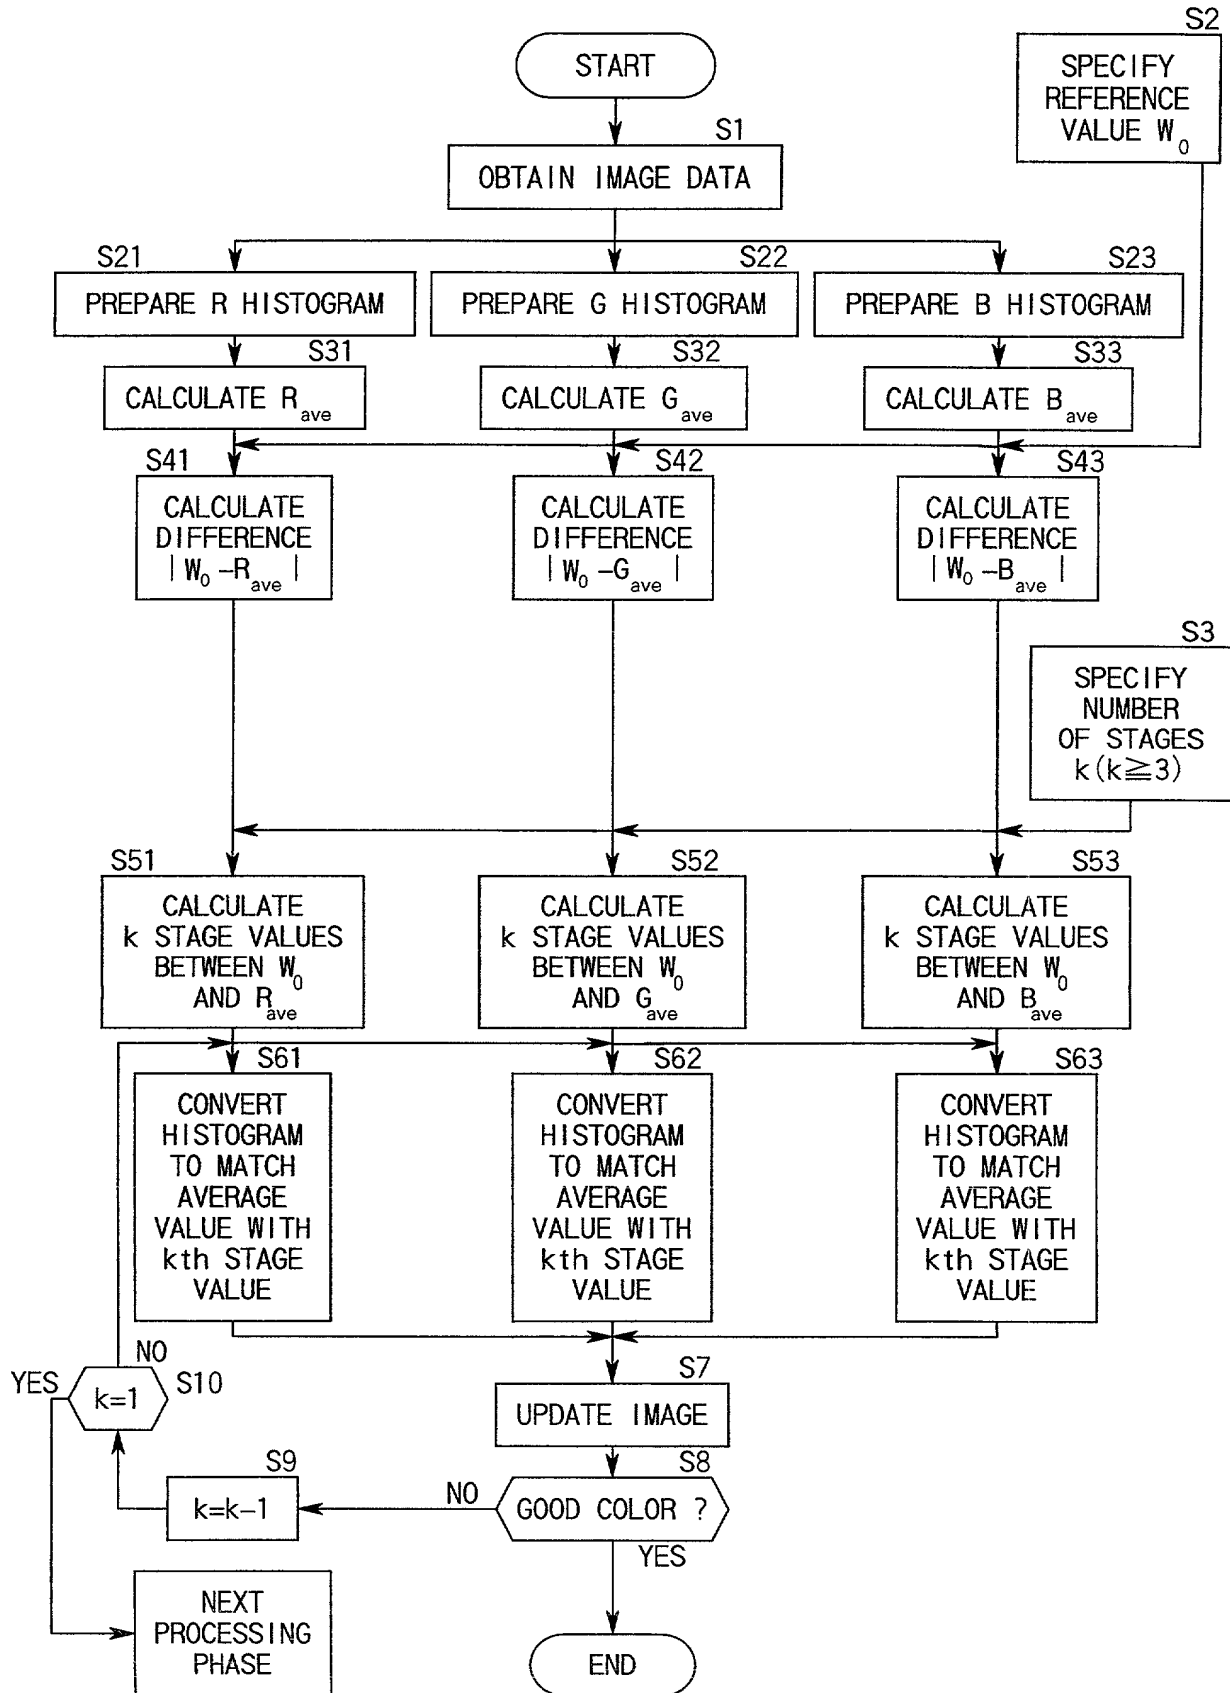 S2
START
SPECIFY
REFERENCE
VALUE W0
S1
OBTAIN IMAGE DATA
S21
S22
S23
PREPARE R HISTOGRAM
PREPARE G HISTOGRAM
PREPARE B HISTOGRAM
S31
S32
S33
CALCULATE Rave
CALCULATE Gave
CALCULATE Bave
S41
S42
S43
CALCULATE
DIFFERENCE
| W0 –Rave |
CALCULATE
DIFFERENCE
| W0 –Gave |
CALCULATE
DIFFERENCE
| W0 –Bave |
S3
SPECIFY
NUMBER
OF STAGES
k(k≧3)
S51
S52
S53
CALCULATE
k STAGE VALUES
BETWEEN W0
AND Rave
CALCULATE
k STAGE VALUES
BETWEEN W0
AND Gave
CALCULATE
k STAGE VALUES
BETWEEN W0
AND Bave
S61
S62
S63
CONVERT
HISTOGRAM
TO MATCH
AVERAGE
VALUE WITH
kth STAGE
VALUE
CONVERT
HISTOGRAM
TO MATCH
AVERAGE
VALUE WITH
kth STAGE
VALUE
CONVERT
HISTOGRAM
TO MATCH
AVERAGE
VALUE WITH
kth STAGE
VALUE
NO
YES
k=1
S10
S7
UPDATE IMAGE
S9
S8
k=k–1
NO
GOOD COLOR ?
YES
NEXT
PROCESSING
PHASE
END